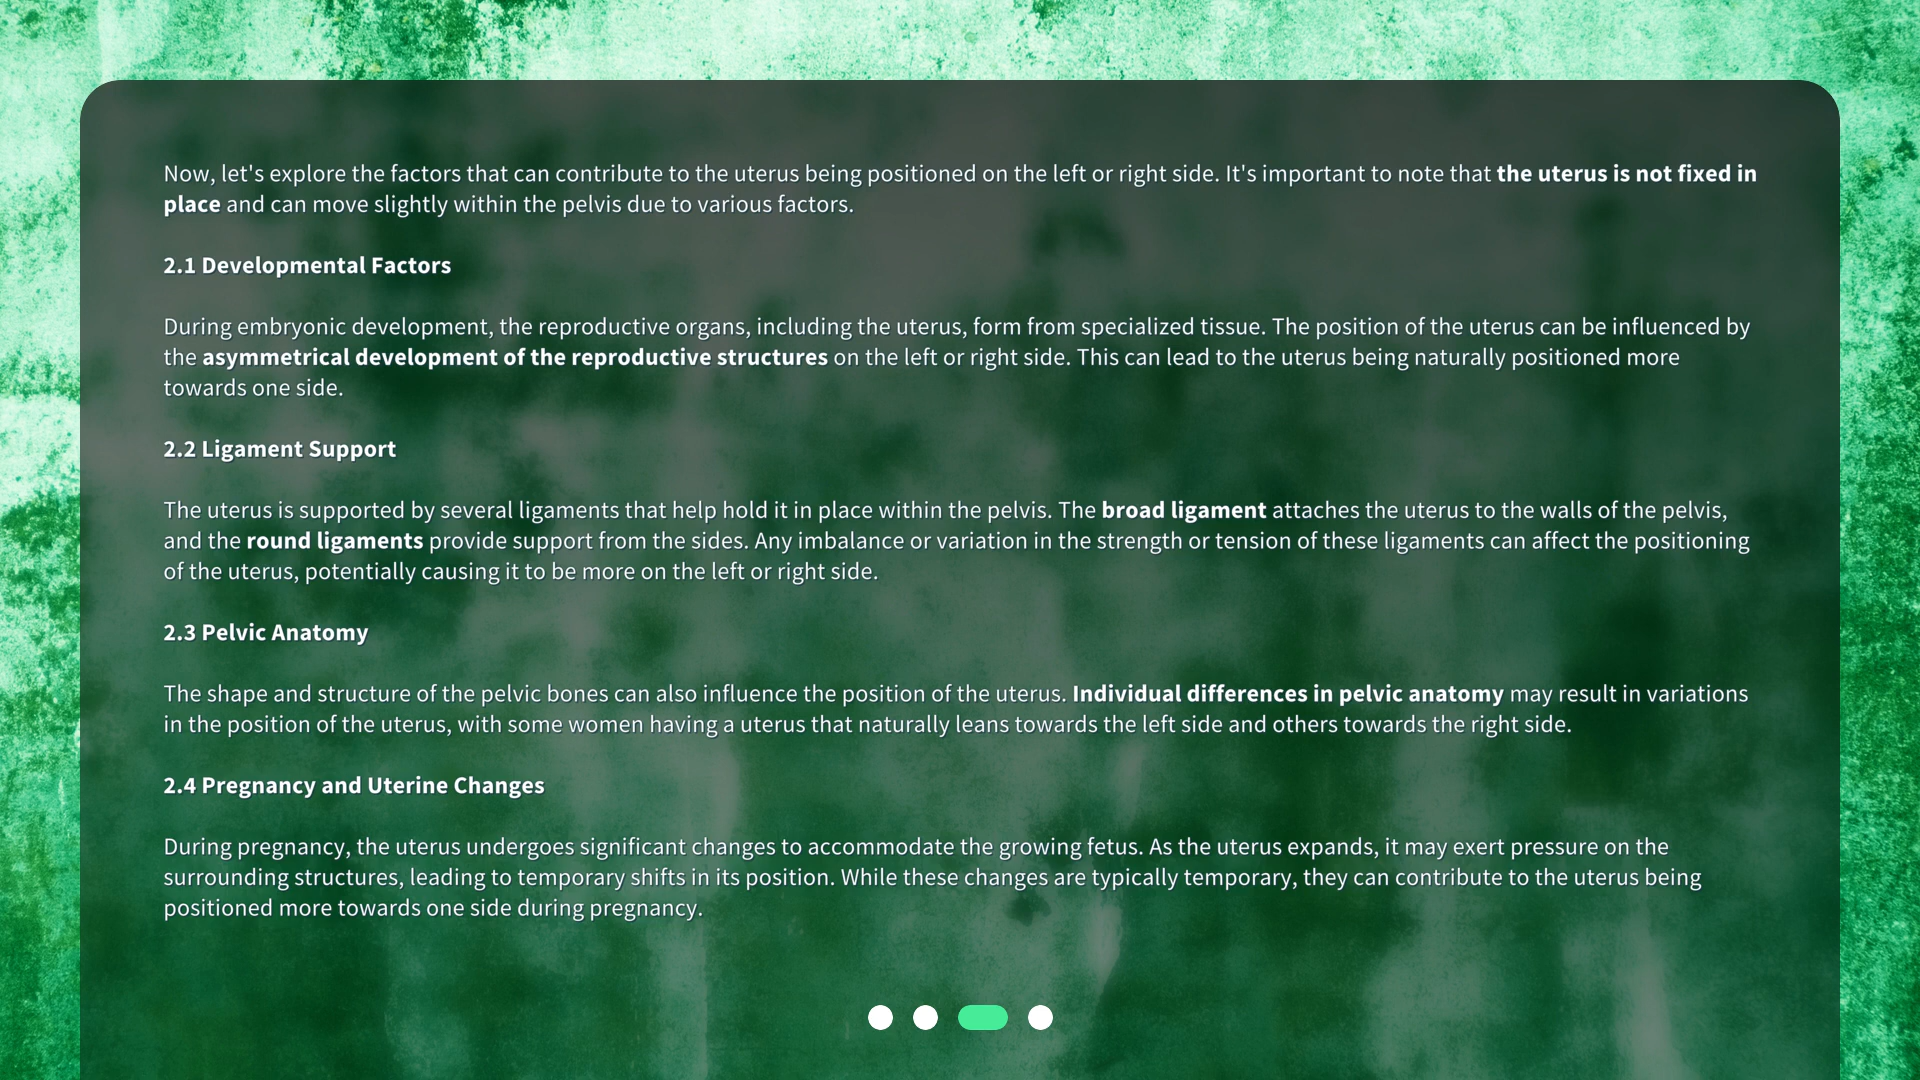 Now, let's explore the factors that can contribute to the uterus being positioned on the left or right side. It's important to note that the uterus is not fixed in
place and can move slightly within the pelvis due to various factors.
2.1 Developmental Factors
During embryonic development, the reproductive organs, including the uterus, form from specialized tissue. The position of the uterus can be influenced by
the asymmetrical development of the reproductive structures on the left or right side. This can lead to the uterus being naturally positioned more
towards one side.
2.2 Ligament Support
The uterus is supported by several ligaments that help hold it in place within the pelvis. The broad ligament attaches the uterus to the walls of the pelvis,
and the round ligaments provide support from the sides. Any imbalance or variation in the strength or tension of these ligaments can affect the positioning
of the uterus, potentially causing it to be more on the left or right side.
2.3 Pelvic Anatomy
The shape and structure of the pelvic bones can also influence the position of the uterus. Individual differences in pelvic anatomy may result in variations
in the position of the uterus, with some women having a uterus that naturally leans towards the left side and others towards the right side.
2.4 Pregnancy and Uterine Changes
During pregnancy, the uterus undergoes significant changes to accommodate the growing fetus. As the uterus expands, it may exert pressure on the
surrounding structures, leading to temporary shifts in its position. While these changes are typically temporary, they can contribute to the uterus being
positioned more towards one side during pregnancy.